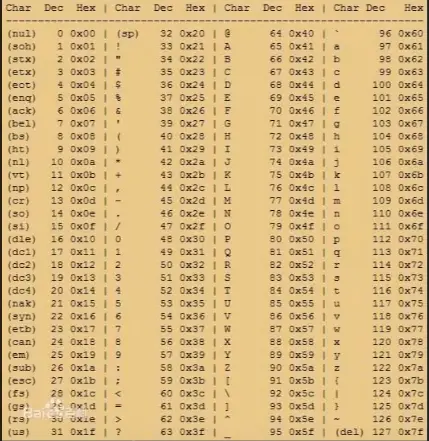 Char Dec Hex | Char Dec Hex | Char Dec Hex | Char Dec Hex
(nul) 0 0x00 | (sp) 32 0x20 | @ 64 0x40 | ` 96 0x60
(soh) 1 0x01 | ! 33 0x21 | A 65 0x41 | a 97 0x61
(stx) 2 0x02 | " 34 0x22 | B 66 0x42 | b 98 0x62
(etx) 3 0x03 | # 35 0x23 | C 67 0x43 | c 99 0x63
(eot) 4 0x04 | $ 36 0x24 | D 68 0x44 | d 100 0x64
(enq) 5 0x05 | % 37 0x25 | E 69 0x45 | e 101 0x65
(ack) 6 0x06 | & 38 0x26 | F 70 0x46 | f 102 0x66
(bel) 7 0x07 | ' 39 0x27 | G 71 0x47 | g 103 0x67
(bs) 8 0x08 | ( 40 0x28 | H 72 0x48 | h 104 0x68
(ht) 9 0x09 | ) 41 0x29 | I 73 0x49 | i 105 0x69
(nl) 10 0x0a | * 42 0x2a | J 74 0x4a | j 106 0x6a
(vt) 11 0x0b | + 43 0x2b | K 75 0x4b | k 107 0x6b
(np) 12 0x0c | , 44 0x2c | L 76 0x4c | l 108 0x6c
(cr) 13 0x0d | - 45 0x2d | M 77 0x4d | m 109 0x6d
(so) 14 0x0e | . 46 0x2e | N 78 0x4e | n 110 0x6e
(si) 15 0x0f | / 47 0x2f | O 79 0x4f | o 111 0x6f
(dle) 16 0x10 | 0 48 0x30 | P 80 0x50 | p 112 0x70
(dc1) 17 0x11 | 1 49 0x31 | Q 81 0x51 | q 113 0x71
(dc2) 18 0x12 | 2 50 0x32 | R 82 0x52 | r 114 0x72
(dc3) 19 0x13 | 3 51 0x33 | S 83 0x53 | s 115 0x73
(dc4) 20 0x14 | 4 52 0x34 | T 84 0x54 | t 116 0x74
(nak) 21 0x15 | 5 53 0x35 | U 85 0x55 | u 117 0x75
(syn) 22 0x16 | 6 54 0x36 | V 86 0x56 | v 118 0x76
(etb) 23 0x17 | 7 55 0x37 | W 87 0x57 | w 119 0x77
(can) 24 0x18 | 8 56 0x38 | X 88 0x58 | x 120 0x78
(em) 25 0x19 | 9 57 0x39 | Y 89 0x59 | y 121 0x79
(sub) 26 0x1a | : 58 0x3a | Z 90 0x5a | z 122 0x7a
(esc) 27 0x1b | ; 59 0x3b | [ 91 0x5b | { 123 0x7b
(fs) 28 0x1c | < 60 0x3c | \ 92 0x5c | | 124 0x7c
(gs) 29 0x1d | = 61 0x3d | ] 93 0x5d | } 125 0x7d
(rs) 30 0x1e | > 62 0x3e | ^ 94 0x5e | ~ 126 0x7e
(us) 31 0x1f | ? 63 0x3f | _ 95 0x5f | (del) 127 0x7f